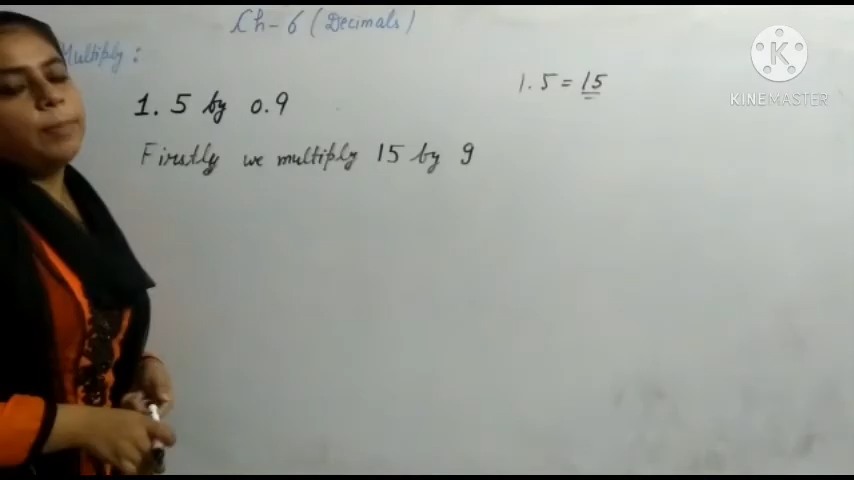 Ch-6 (Decimals)
Multiply:
1.5 = 15
1.5 by 0.9
Firstly we multiply 15 by 9
K
KINEMASTER